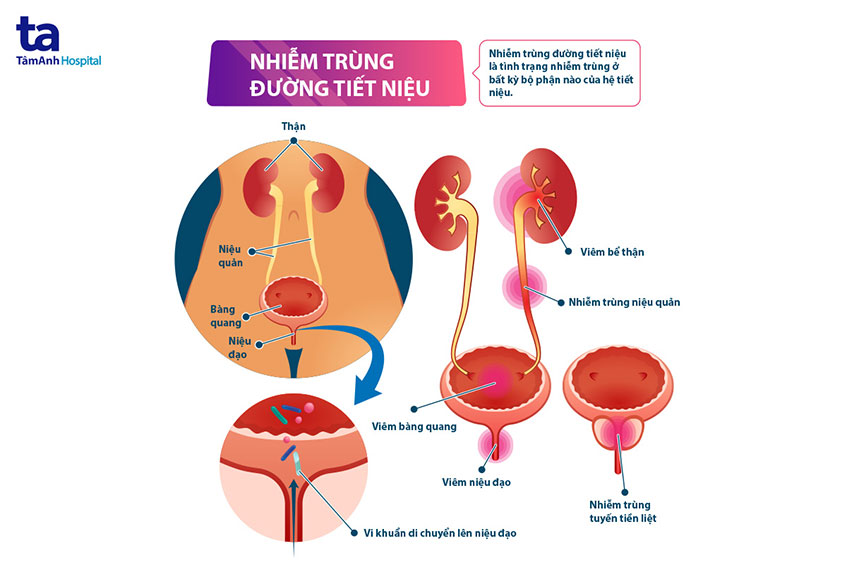 ta
TâmAnh Hospital
NHIỄM TRÙNG
ĐƯỜNG TIẾT NIỆU
Nhiễm trùng đường tiết niệu
là tình trạng nhiễm trùng ở
bất kỳ bộ phận nào của hệ tiết
niệu.
Thận
Niệu
quản
Bàng
quang
Niệu
đạo
Viêm bể thận
Nhiễm trùng niệu quản
Viêm bàng quang
Viêm niệu đạo
Nhiễm trùng
tuyến tiền liệt
Vi khuẩn di chuyển lên niệu đạo